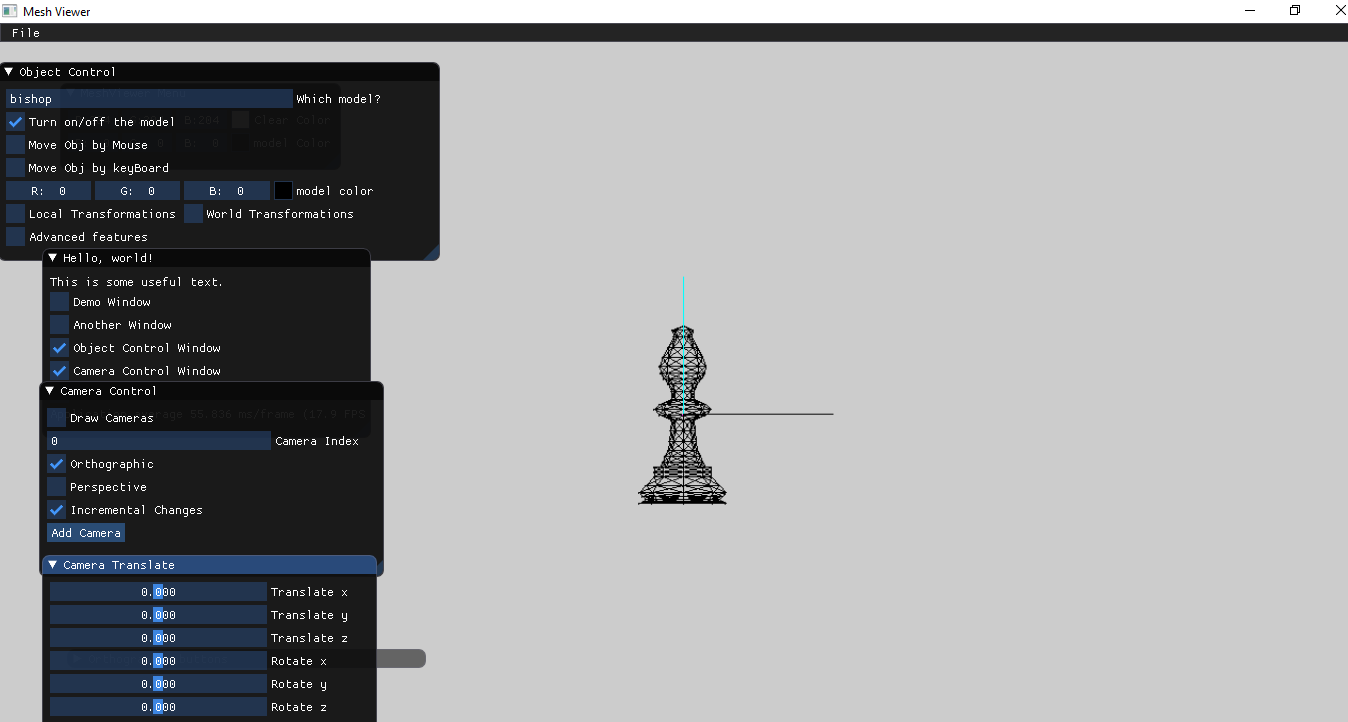 Mesh Viewer
File
Object Control
bishop Which model?
Turn on/off the model
Move Obj by Mouse
Move Obj by keyBoard
R: 0 G: 0 B: 0 model color
Local Transformations World Transformations
Advanced features
Hello, world!
This is some useful text.
Demo Window
Another Window
Object Control Window
Camera Control Window
Camera Control
Draw Cameras
0 Camera Index
Orthographic
Perspective
Incremental Changes
Add Camera
Camera Translate
0.000 Translate x
0.000 Translate y
0.000 Translate z
0.000 Rotate x
0.000 Rotate y
0.000 Rotate z